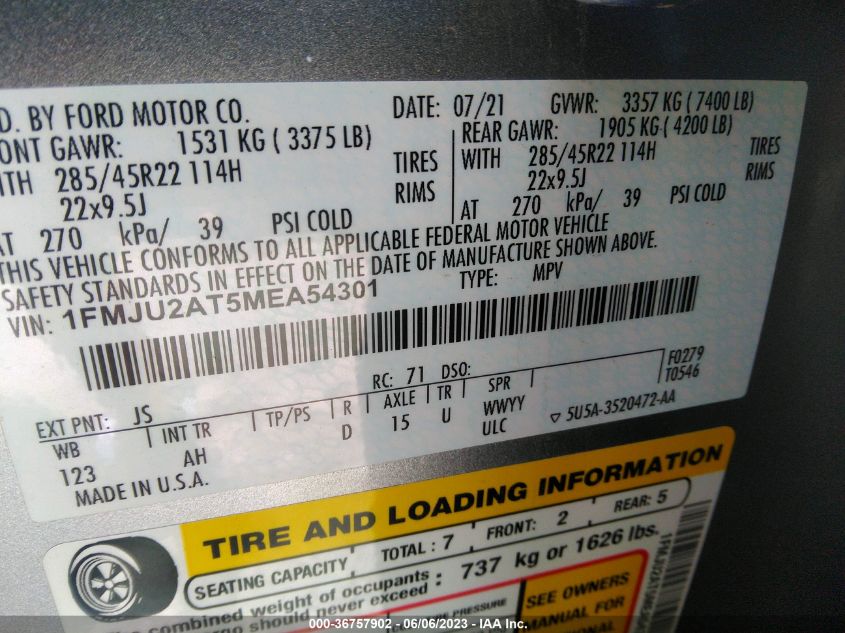 D. BY FORD MOTOR CO.
DATE: 07/21 GVWR: 3357 KG ( 7400 LB)
ONT GAWR: 1531 KG ( 3375 LB)
REAR GAWR: 1905 KG ( 4200 LB)
ITH 285/45R22 114H TIRES
WITH 285/45R22 114H TIRES
22x9.5J RIMS
22x9.5J RIMS
AT 270 kPa/ 39 PSI COLD
AT 270 kPa/ 39 PSI COLD
THIS VEHICLE CONFORMS TO ALL APPLICABLE FEDERAL MOTOR VEHICLE
SAFETY STANDARDS IN EFFECT ON THE DATE OF MANUFACTURE SHOWN ABOVE.
VIN: 1FMJU2AT5MEA54301 TYPE: MPV
F0279
T0546
RC: 71 DSO:
EXT PNT: JS
WB INT TR TP/PS R AXLE TR SPR
123 AH D 15 U WWYY
ULC
5U5A-3520472-AA
MADE IN U.S.A.
TIRE AND LOADING INFORMATION
SEATING CAPACITY TOTAL : 7 FRONT: 2 REAR: 5
combined weight of occupants : 737 kg or 1626 lbs.
should never exceed
PRESSURE
SEE OWNERS
MANUAL FOR
000-36757902 - 06/06/2023 - IAA Inc.